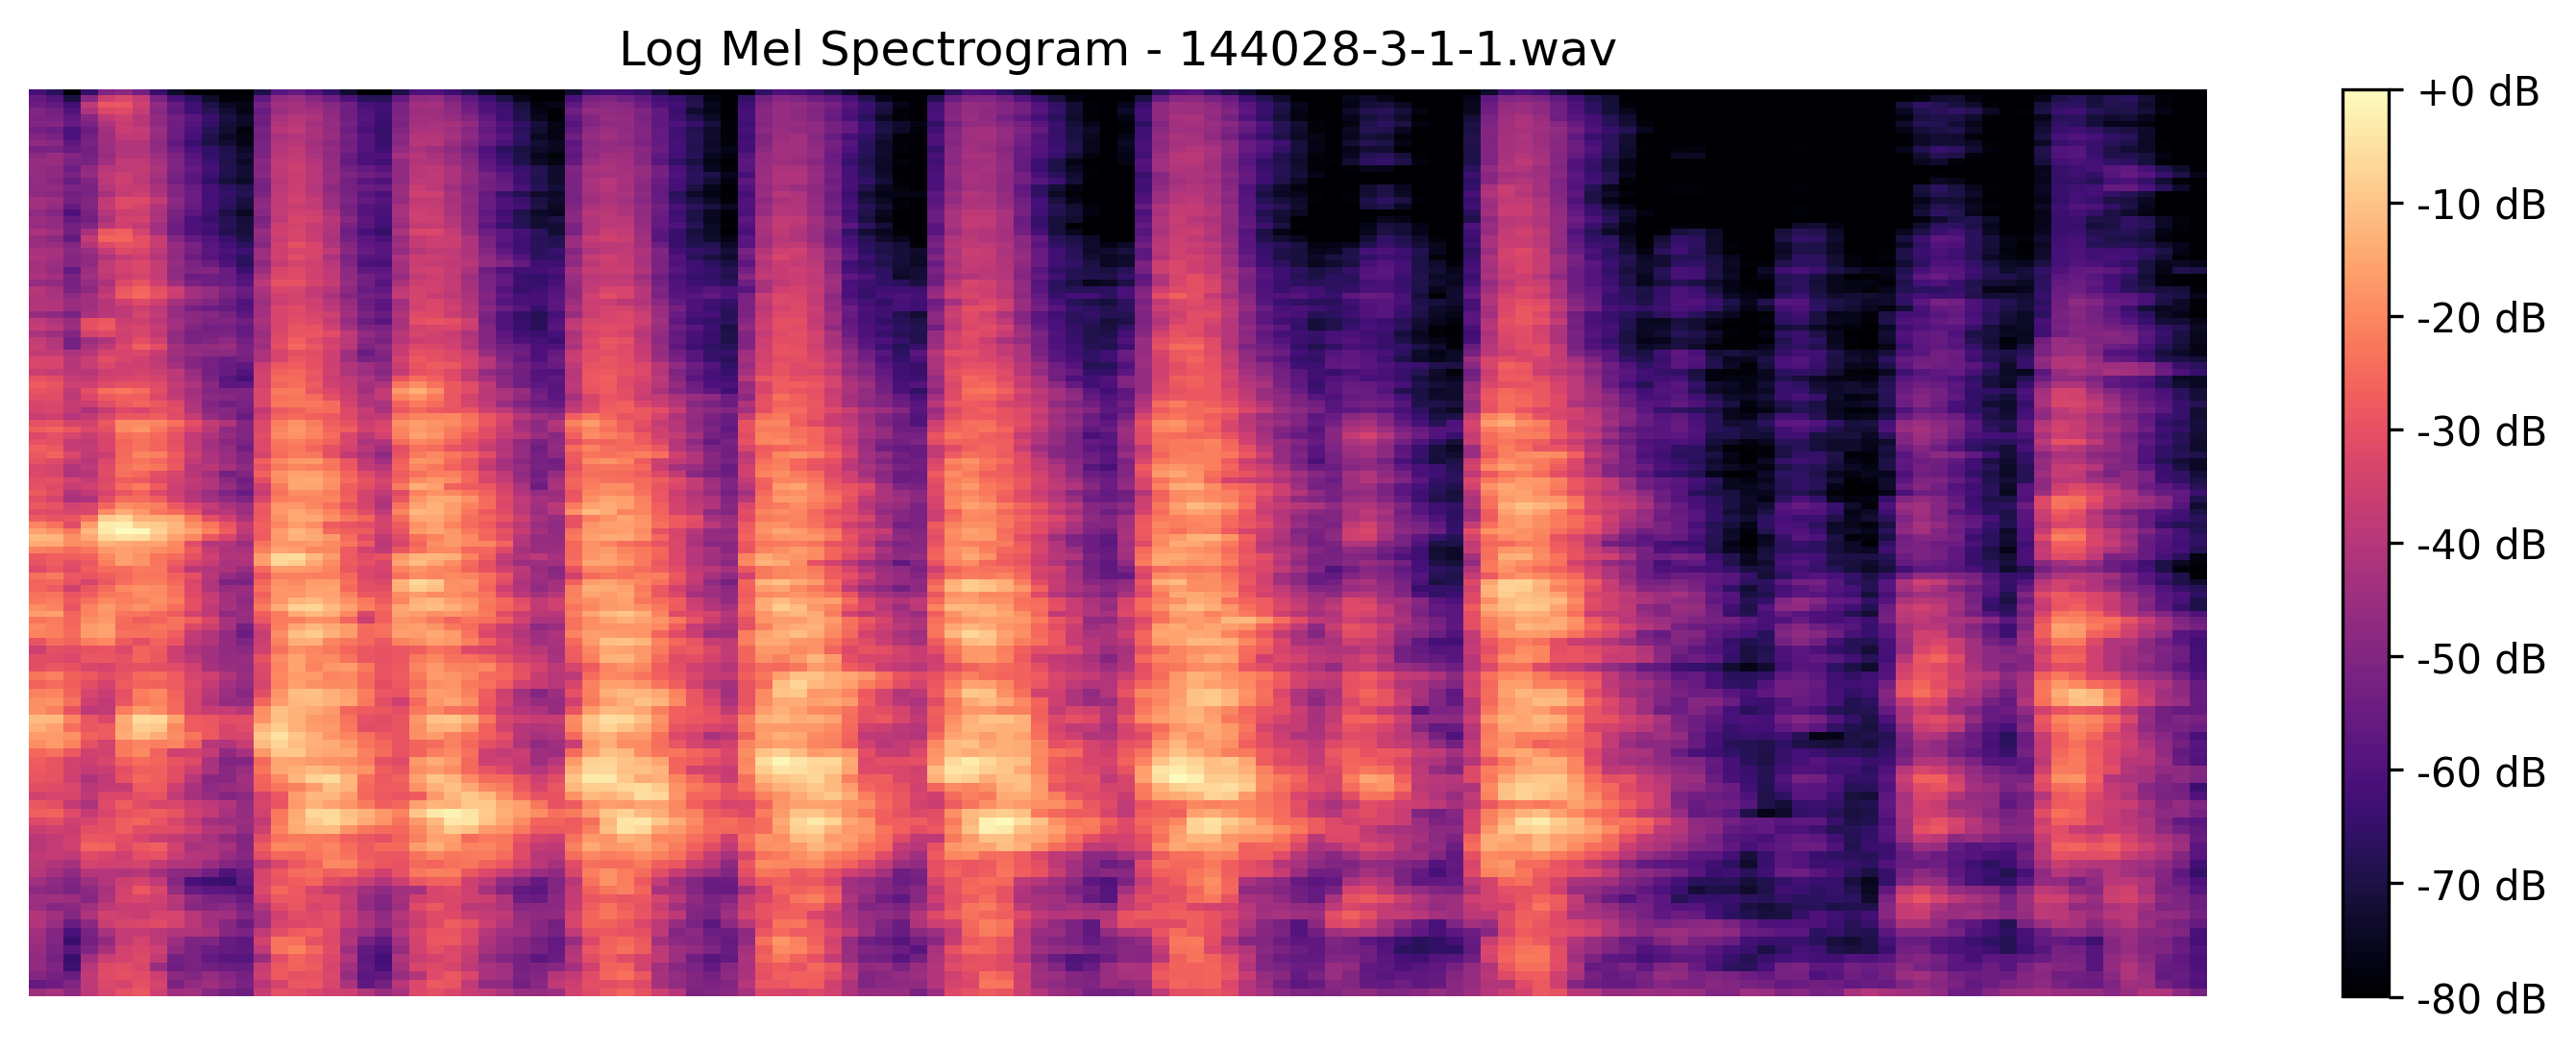 Log Mel Spectrogram - 144028-3-1-1.wav
+0 dB
-10 dB
-20 dB
-30 dB
-40 dB
-50 dB
-60 dB
-70 dB
-80 dB